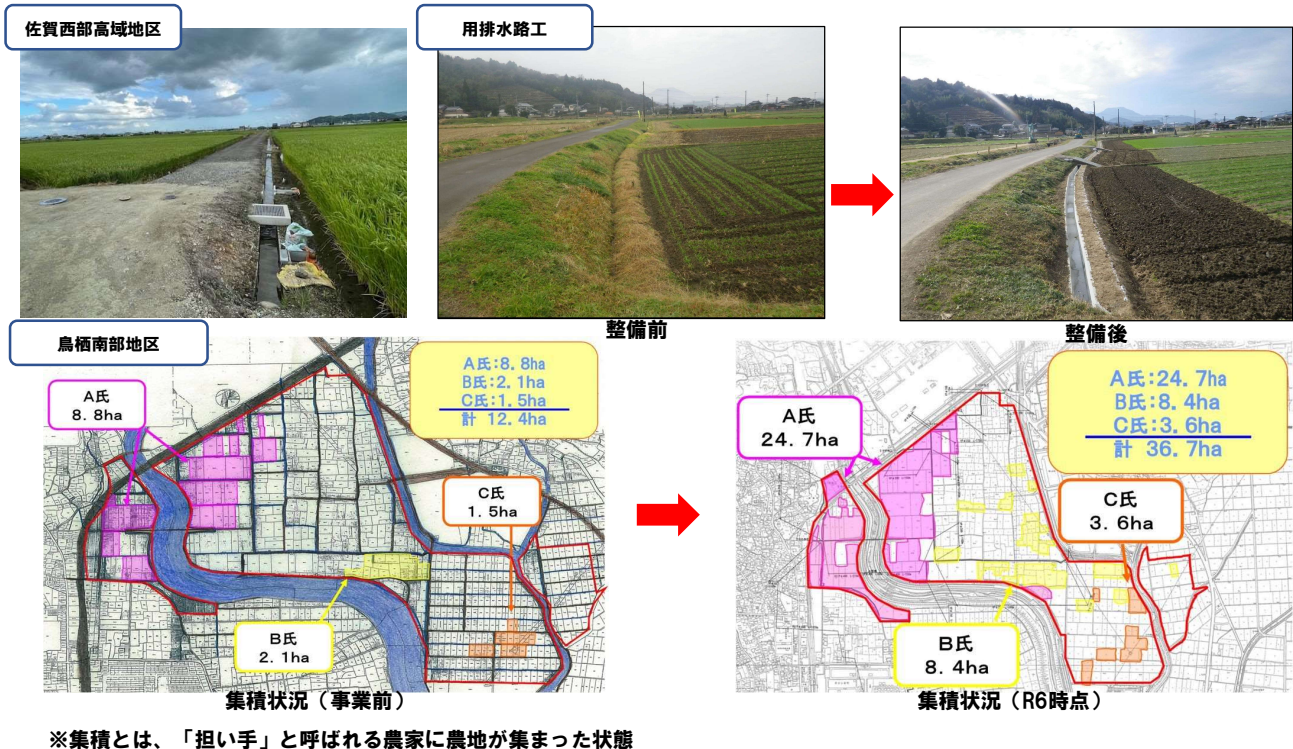 佐賀西部高域地区
用排水路工
整備前
整備後
鳥栖南部地区
A氏
8.8ha
A氏:8.8ha
B氏:2.1ha
C氏:1.5ha
計 12.4ha
C氏
1.5ha
B氏
2.1ha
集積状況(事業前)
A氏
24.7ha
A氏:24.7ha
B氏:8.4ha
C氏:3.6ha
計 36.7ha
C氏
3.6ha
B氏
8.4ha
集積状況(R6時点)
※集積とは、「担い手」と呼ばれる農家に農地が集まった状態